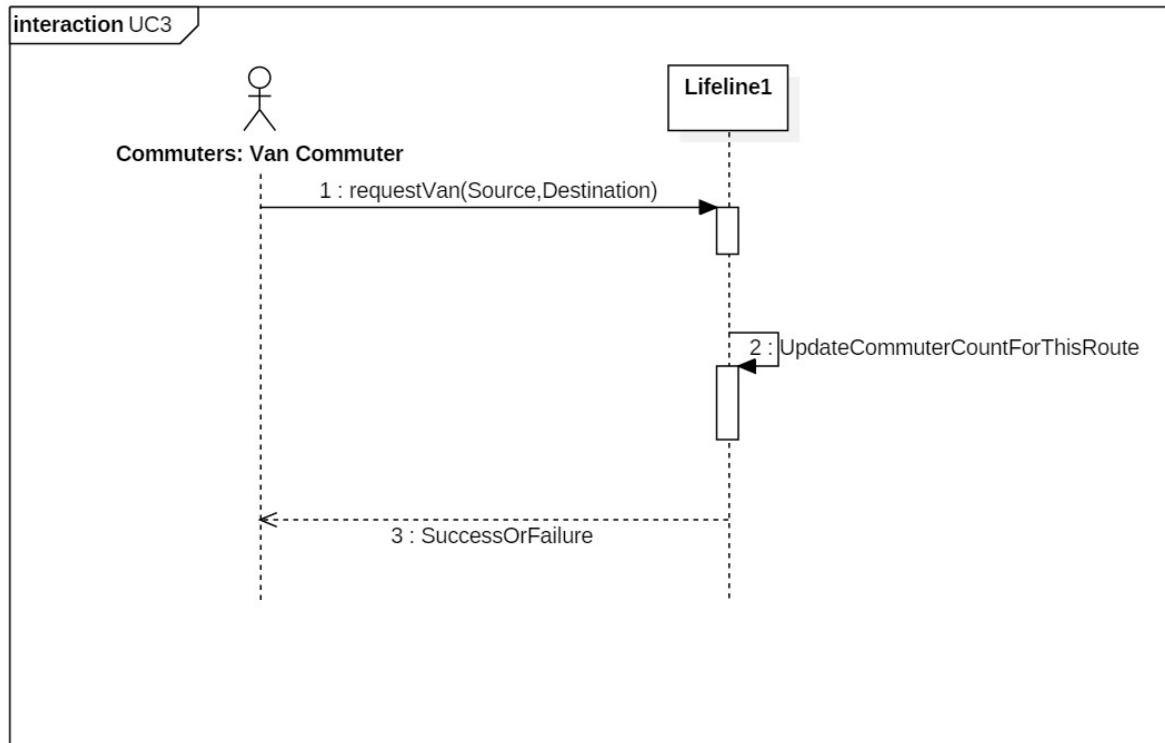 interaction UC3
Lifeline1
Commuters: Van Commuter
1 : requestVan(Source,Destination)
2 : UpdateCommuterCountForThisRoute
3 : SuccessOrFailure